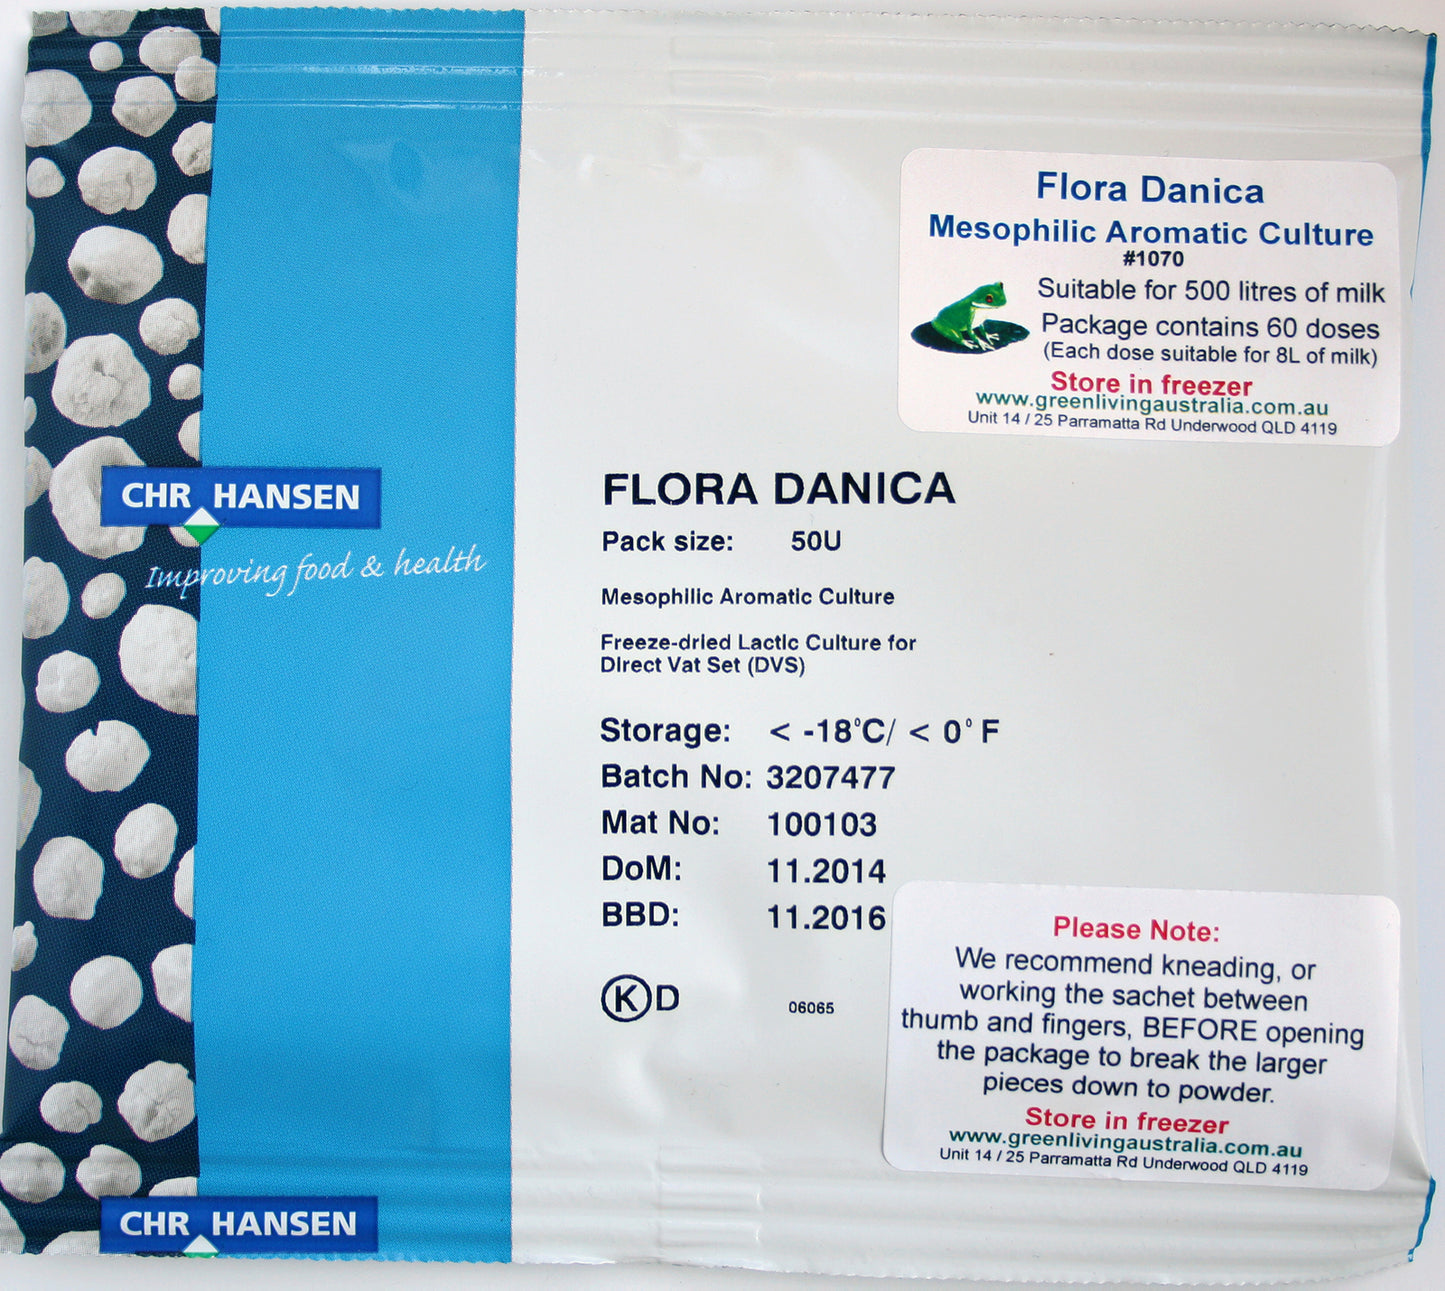 Flora Danica
Mesophilic Aromatic Culture
#1070
Suitable for 500 litres of milk
Package contains 60 doses
(Each dose suitable for 8L of milk)
Store in freezer
www.greenlivingaustralia.com.au
Unit 14 / 25 Parramatta Rd Underwood QLD 4119
CHR HANSEN
Improving food & health
FLORA DANICA
Pack size: 50U
Mesophilic Aromatic Culture
Freeze-dried Lactic Culture for
Direct Vat Set (DVS)
Storage: < -18°C/ < 0° F
Batch No: 3207477
Mat No: 100103
DoM: 11.2014
BBD: 11.2016
K D 06065
Please Note:
We recommend kneading, or
working the sachet between
thumb and fingers, BEFORE opening
the package to break the larger
pieces down to powder.
Store in freezer
www.greenlivingaustralia.com.au
Unit 14 / 25 Parramatta Rd Underwood QLD 4119
CHR HANSEN